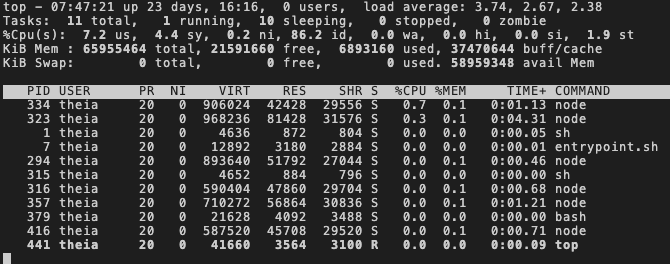 top - 07:47:21 up 23 days, 16:16,  0 users,  load average: 3.74, 2.67, 2.38
Tasks:  11 total,   1 running,  10 sleeping,   0 stopped,   0 zombie
%Cpu(s):  7.2 us,  4.4 sy,  0.2 ni, 86.2 id,  0.0 wa,  0.0 hi,  0.0 si,  1.9 st
KiB Mem : 65955464 total, 21591660 free,  6893160 used, 37470644 buff/cache
KiB Swap:        0 total,        0 free,        0 used. 58959348 avail Mem
PID USER      PR  NI    VIRT    RES    SHR S  %CPU %MEM     TIME+ COMMAND
334 theia     20   0  906024  42428  29556 S   0.7  0.1   0:01.13 node
323 theia     20   0  968236  81428  31576 S   0.3  0.1   0:04.31 node
1 theia     20   0    4636    872    804 S   0.0  0.0   0:00.05 sh
7 theia     20   0   12892   3180   2884 S   0.0  0.0   0:00.01 entrypoint.sh
294 theia     20   0  893640  51792  27044 S   0.0  0.1   0:00.46 node
315 theia     20   0    4652    884    796 S   0.0  0.0   0:00.00 sh
316 theia     20   0  590404  47860  29704 S   0.0  0.1   0:00.68 node
357 theia     20   0  710272  56864  30836 S   0.0  0.1   0:01.21 node
379 theia     20   0   21628   4092   3488 S   0.0  0.0   0:00.00 bash
416 theia     20   0  587520  45708  29520 S   0.0  0.1   0:00.71 node
441 theia     20   0   41660   3564   3100 R   0.0  0.0   0:00.09 top